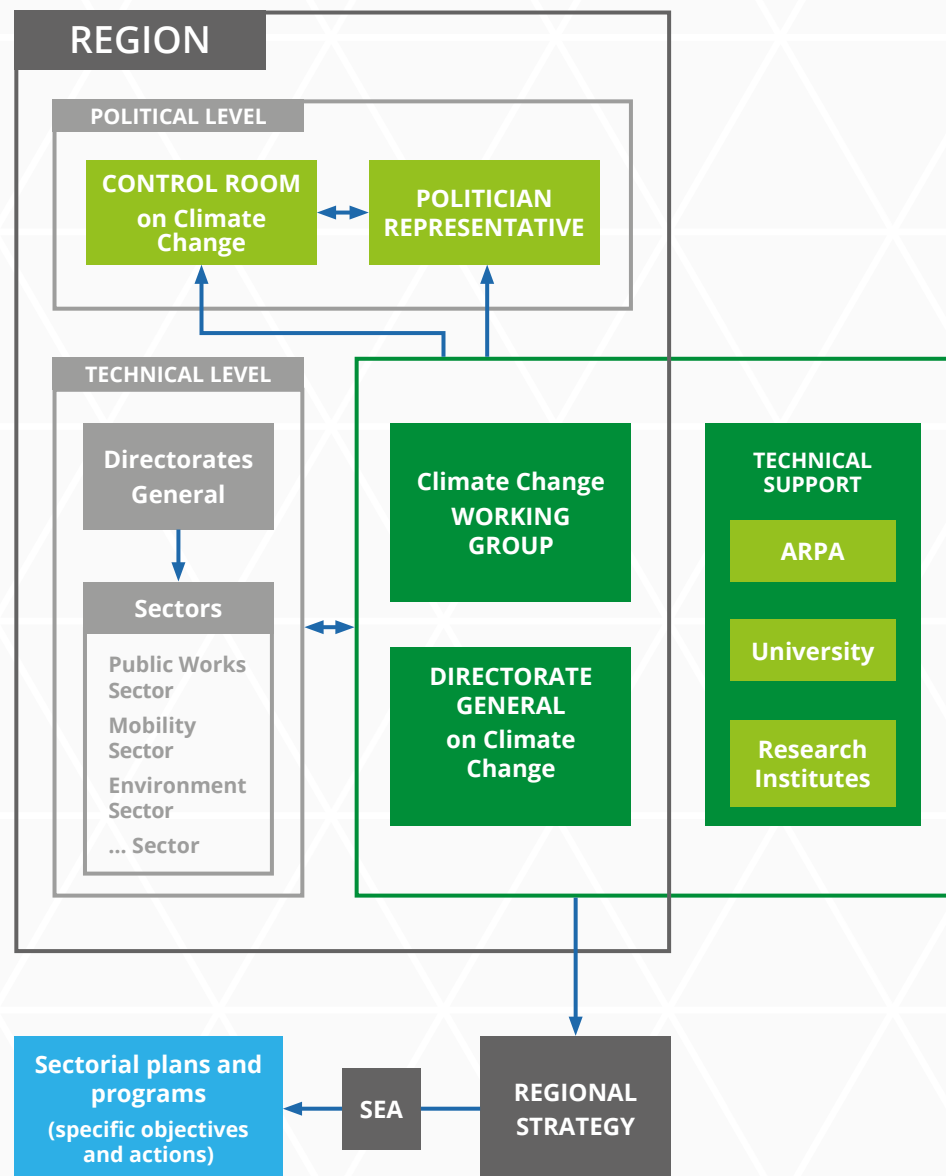 REGION
POLITICAL LEVEL
CONTROL ROOM
on Climate
Change
POLITICIAN
REPRESENTATIVE
TECHNICAL LEVEL
Directorates
General
Sectors
Public Works
Sector
Mobility
Sector
Environment
Sector
... Sector
Climate Change
WORKING
GROUP
DIRECTORATE
GENERAL
on Climate
Change
TECHNICAL
SUPPORT
ARPA
University
Research
Institutes
Sectorial plans and
programs
(specific objectives
and actions)
SEA
REGIONAL
STRATEGY